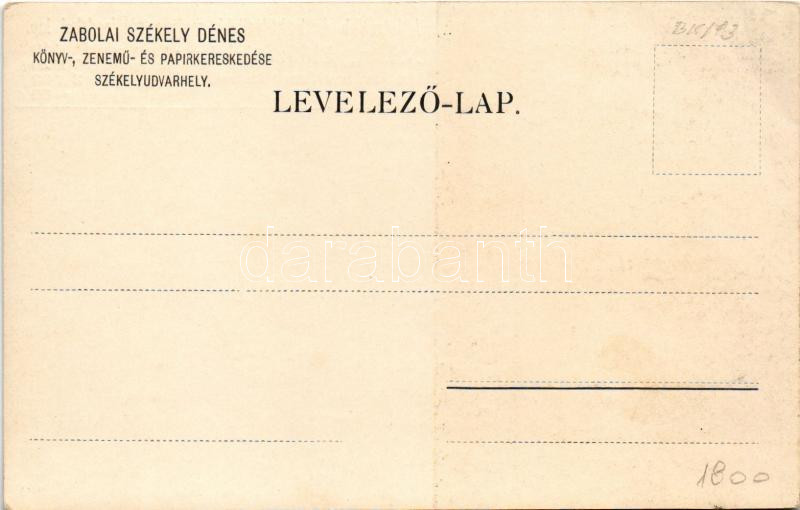 ZABOLAI SZÉKELY DÉNES
KÖNYV-, ZENEMŰ- ÉS PAPIRKERESKEDÉSE
SZÉKELYUDVARHELY.
LEVELEZŐ-LAP.
darabanth
1800